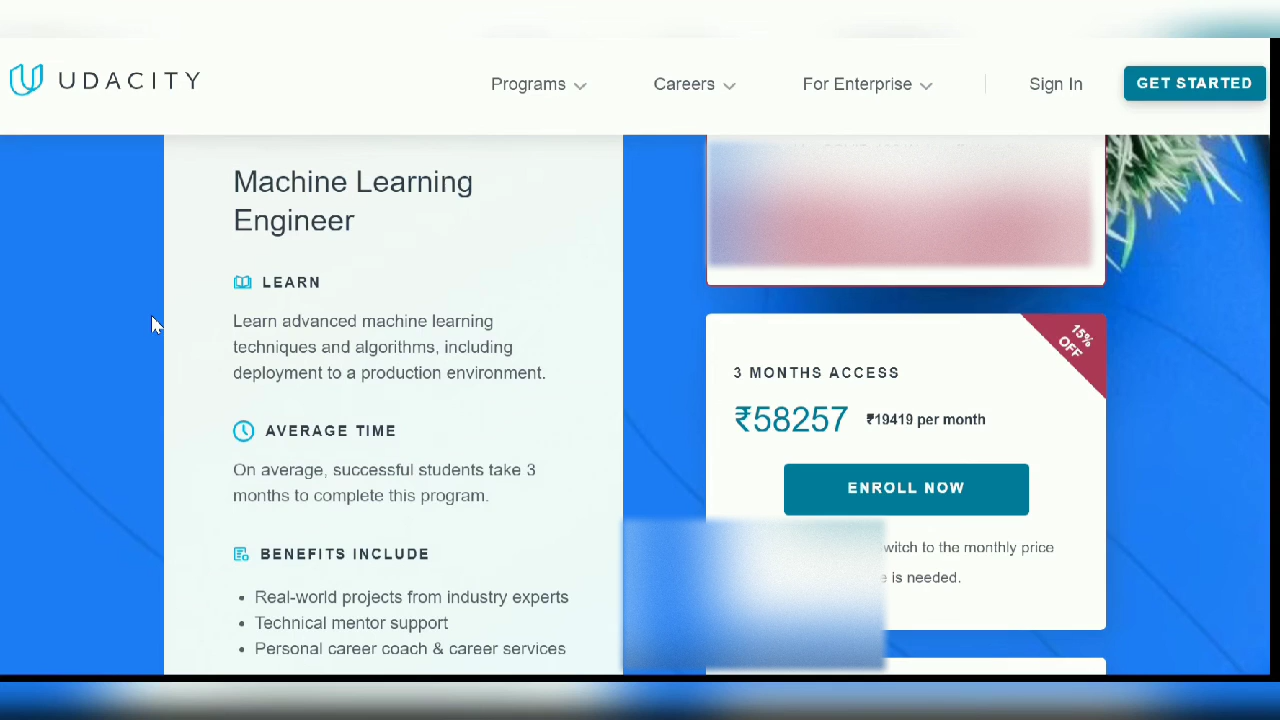 UDACITY
Programs
Careers
For Enterprise
Sign In
GET STARTED
Machine Learning
Engineer
LEARN
Learn advanced machine learning
techniques and algorithms, including
deployment to a production environment.
AVERAGE TIME
On average, successful students take 3
months to complete this program.
BENEFITS INCLUDE
• Real-world projects from industry experts
• Technical mentor support
• Personal career coach & career services
15%
OFF
3 MONTHS ACCESS
₹58257 ₹19419 per month
ENROLL NOW
to the monthly price
is needed.